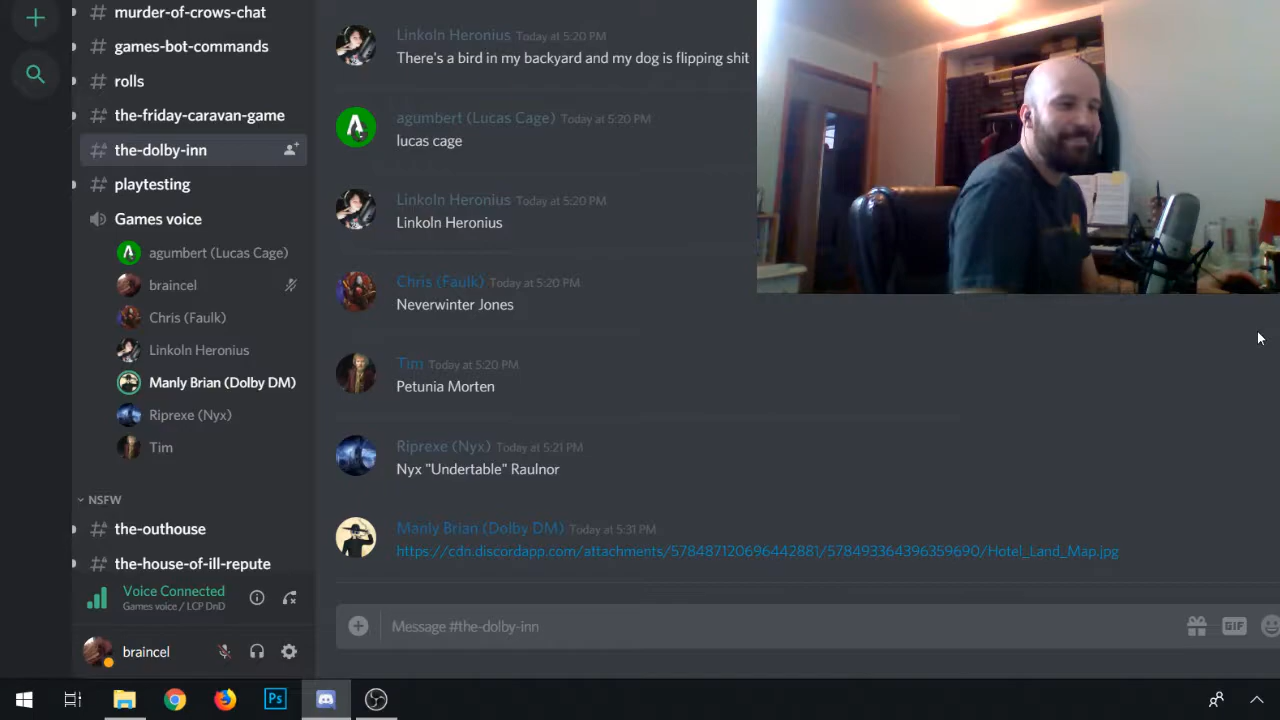 murder-of-crows-chat
games-bot-commands
rolls
the-friday-caravan-game
the-dolby-inn
playtesting
Games voice
agumbert (Lucas Cage)
braincel
Chris (Faulk)
Linkoln Heronius
Manly Brian (Dolby DM)
Riprexe (Nyx)
Tim
NSFW
the-outhouse
the-house-of-ill-repute
Voice Connected
Games voice / LCP DnD
braincel
Linkoln Heronius Today at 5:20 PM
There's a bird in my backyard and my dog is flipping shit
agumbert (Lucas Cage) Today at 5:20 PM
lucas cage
Linkoln Heronius Today at 5:20 PM
Linkoln Heronius
Chris (Faulk) Today at 5:20 PM
Neverwinter Jones
Tim Today at 5:20 PM
Petunia Morten
Riprexe (Nyx) Today at 5:21 PM
Nyx "Undertable" Raulnor
Manly Brian (Dolby DM) Today at 5:31 PM
https://cdn.discordapp.com/attachments/578487120696442881/578493364396359690/Hotel_Land_Map.jpg
Message #the-dolby-inn
GIF
Ps